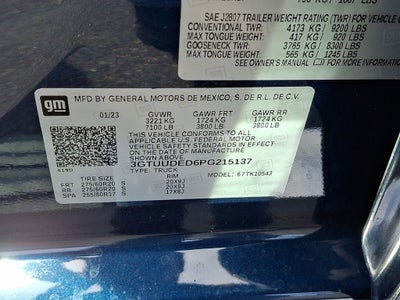 SAE J2807 TRAILER WEIGHT RATING (TWR) FOR VEHICLE
CONVENTIONAL TWR: 4173 KG / 9200 LBS
MAX TONGUE WEIGHT 417 KG / 920 LBS
GOOSENECK TWR: 3765 KG / 8300 LBS
MAX TONGUE WEIGHT 565 KG / 1245 LBS
SEE OWNER'S MANUAL
gm
MFD BY GENERAL MOTORS DE MEXICO, S. DE R.L. DE C.V.
01/23 GVWR GAWR FRT GAWR RR
3221 KG 1724 KG 1724 KG
7100 LB 3800 LB 3800 LB
THIS VEHICLE CONFORMS TO ALL
APPLICABLE U.S. FEDERAL MOTOR
VEHICLE SAFETY STANDARDS IN EFFECT ON
THE DATE OF MANUFACTURE SHOWN ABOVE.
3GTUUDED6PG215137
TYPE: TRUCK MODEL: 67TK10543
TIRE SIZE RIM
FRT 275/60R20 20X9J
RR 275/60R20 20X9J
SPA 255/80R17 17X8J